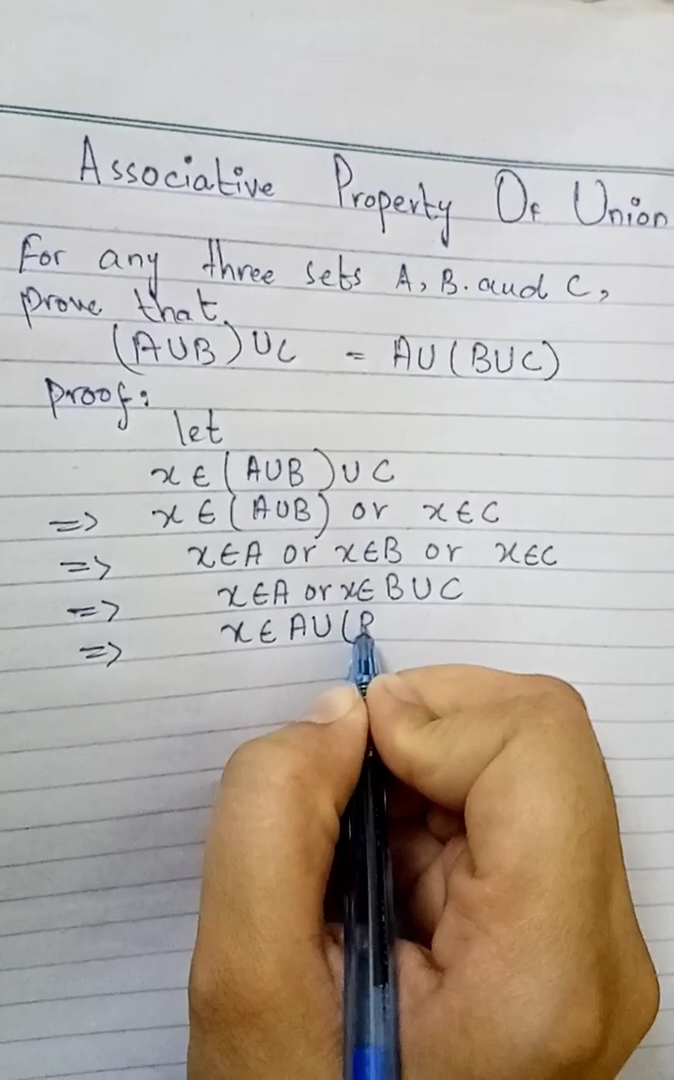 Associative Property Of Union
For any three sets A, B. and C,
prove that.
(AUB)UC = AU(BUC)
Proof:
let
x ∈ (AUB)UC
=> x ∈ (AUB) or x ∈ C
=> x ∈ A or x ∈ B or x ∈ C
=> x ∈ A or x ∈ BUC
=> x ∈ AU(B